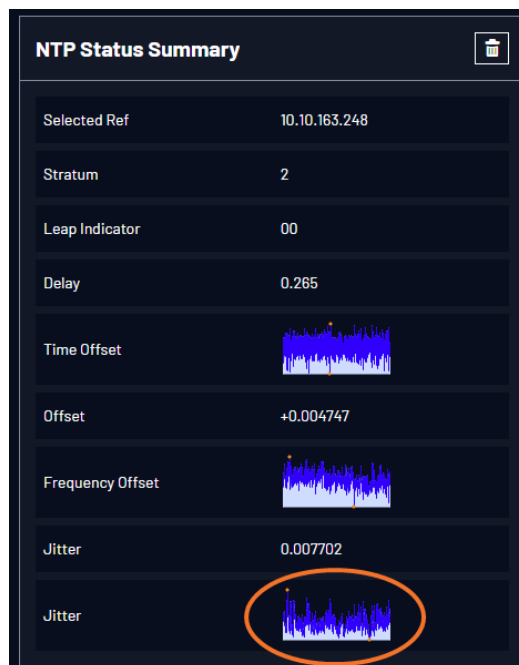 NTP Status Summary
Selected Ref 10.10.163.248
Stratum 2
Leap Indicator 00
Delay 0.265
Time Offset
Offset +0.004747
Frequency Offset
Jitter 0.007702
Jitter